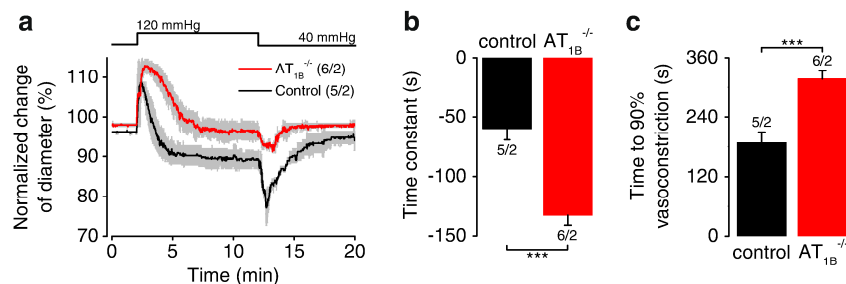 a
120 mmHg
40 mmHg
ΛT1B-/- (6/2)
Control (5/2)
Normalized change
of diameter (%)
110
100
90
80
70
0
5
10
15
20
Time (min)
b
control AT1B-/-
Time constant (s)
0
-50
-100
-150
5/2
6/2
***
c
***
Time to 90%
vasoconstriction (s)
360
240
120
0
5/2
6/2
control AT1B-/-